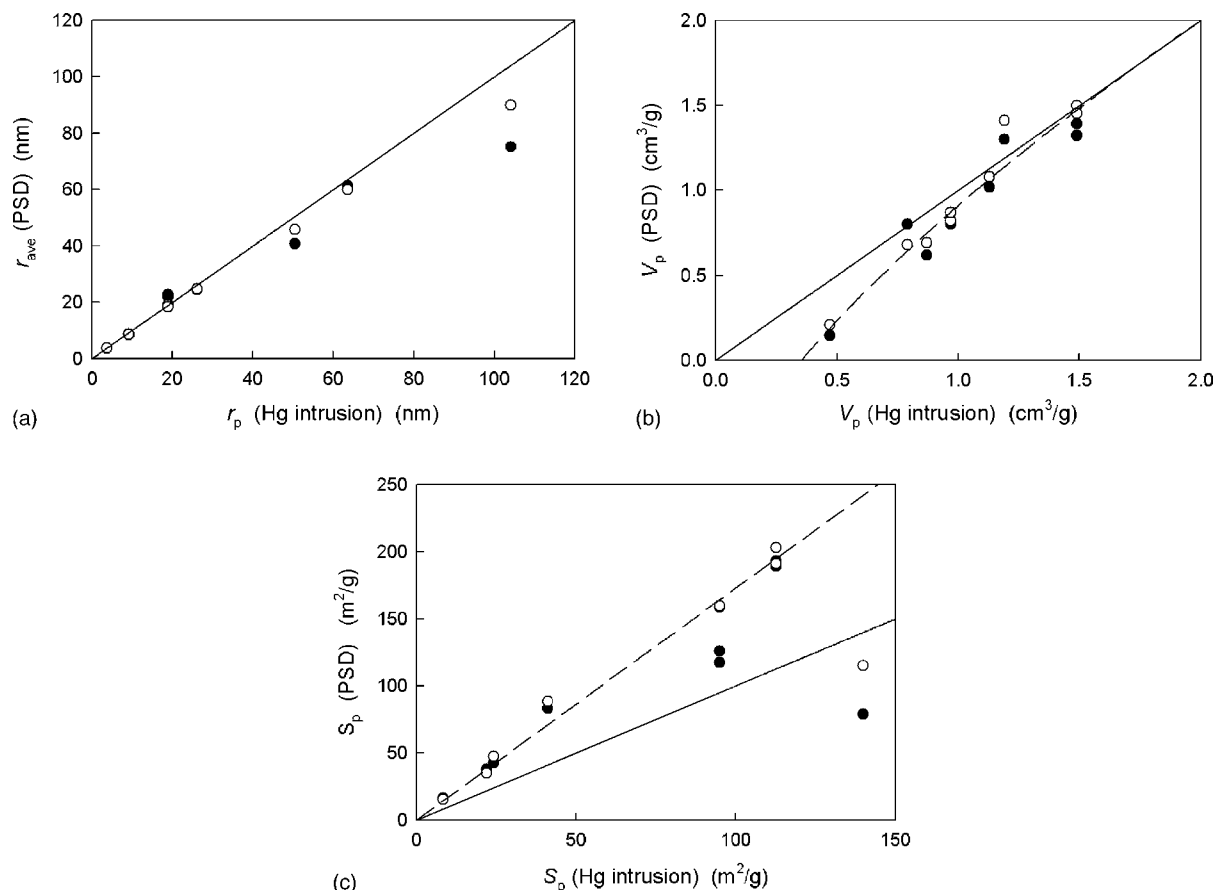 120
100
80
60
40
20
0
r_ave (PSD) (nm)
0 20 40 60 80 100 120
r_p (Hg intrusion) (nm)
(a)
2.0
1.5
1.0
0.5
0.0
V_p (PSD) (cm³/g)
0.0 0.5 1.0 1.5 2.0
V_p (Hg intrusion) (cm³/g)
(b)
250
200
150
100
50
0
S_p (PSD) (m²/g)
0 50 100 150
S_p (Hg intrusion) (m²/g)
(c)